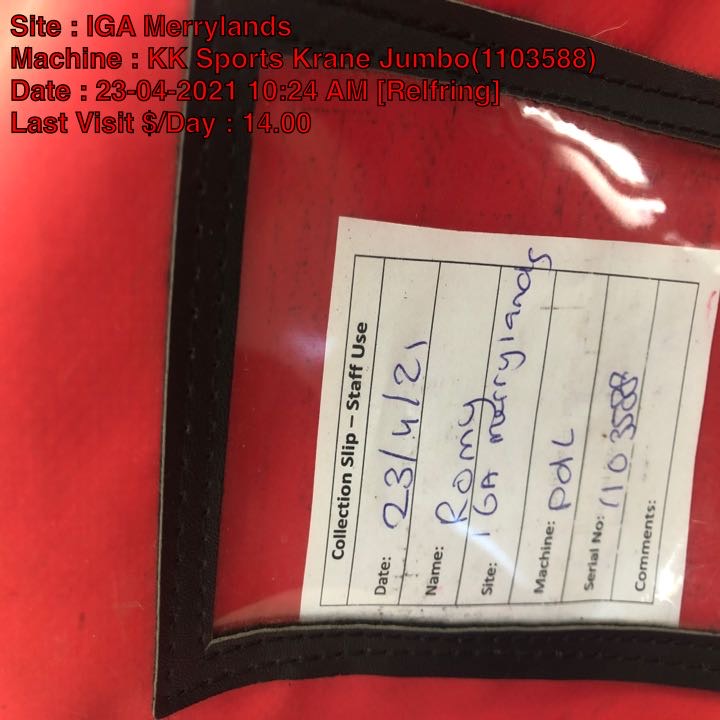 Site : IGA Merrylands
Machine : KK Sports Krane Jumbo(1103588)
Date : 23-04-2021 10:24 AM [Relfring]
Last Visit $/Day : 14.00
Collection Slip – Staff Use
Date: 23/4/21
Name: Romy
Site: IGA merrylands
Machine: pdL
Serial No: 1103588
Comments: